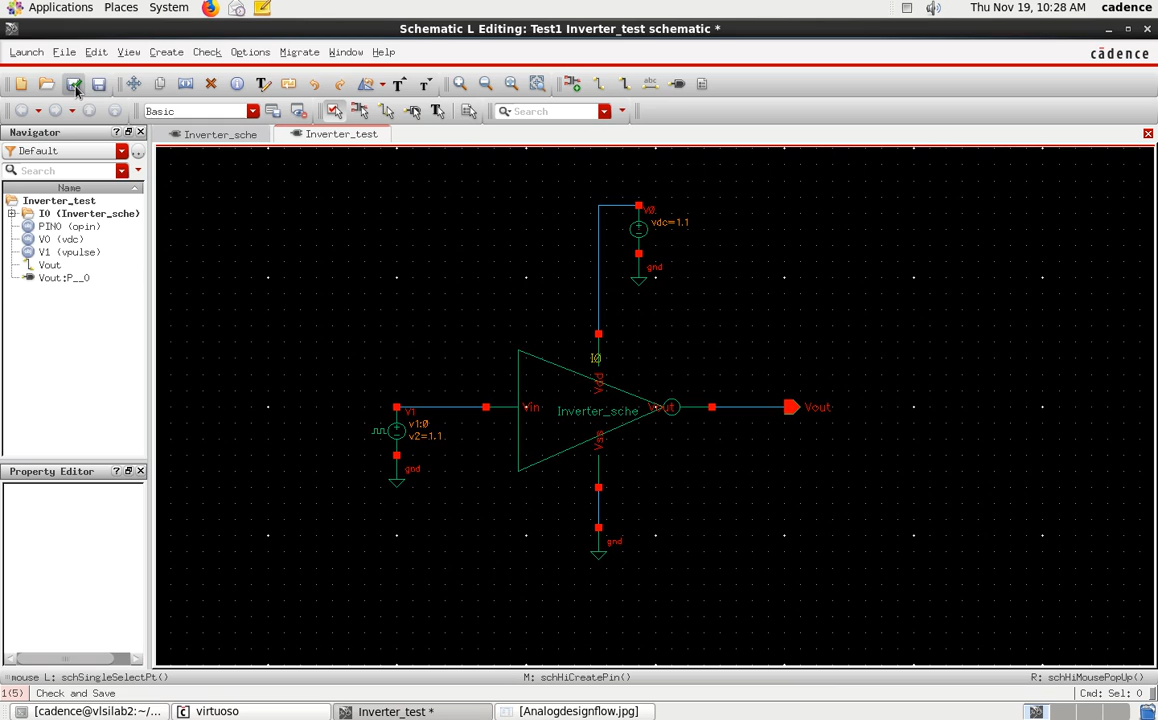 Applications Places System Thu Nov 19, 10:28 AM cadence
Schematic L Editing: Test1 Inverter_test schematic *
Launch File Edit View Create Check Options Migrate Window Help cādence
Basic Search
Navigator Inverter_sche Inverter_test
Default
Search
Name
Inverter_test
I0 (Inverter_sche)
PIN0 (opin)
V0 (vdc)
V1 (vpulse)
Vout
Vout:P__0
Property Editor
V0
vdc=1.1
gnd
I0
Vdd
V1
v1:0
v2=1.1
gnd
Vin
Inverter_sche
Vout
Vout
Vss
gnd
mouse L: schSingleSelectPt() M: schHiCreatePin() R: schHiMousePopUp()
1(5) Check and Save Cmd: Sel: 0
[cadence@vlsilab2:~/... virtuoso Inverter_test * [Analogdesignflow.jpg]